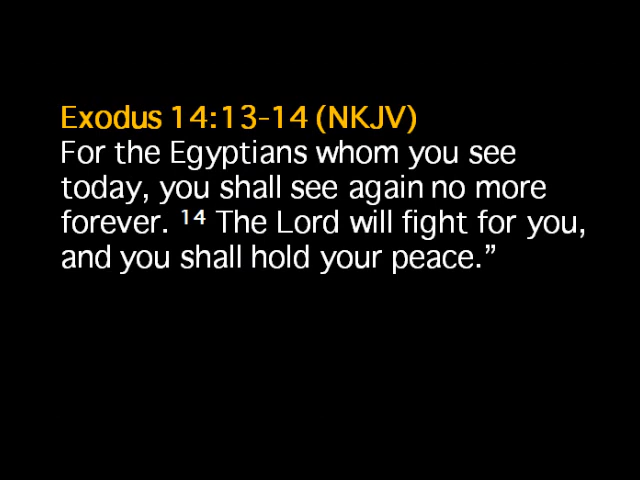 Exodus 14:13-14 (NKJV)
For the Egyptians whom you see
today, you shall see again no more
forever. 14 The Lord will fight for you,
and you shall hold your peace.”